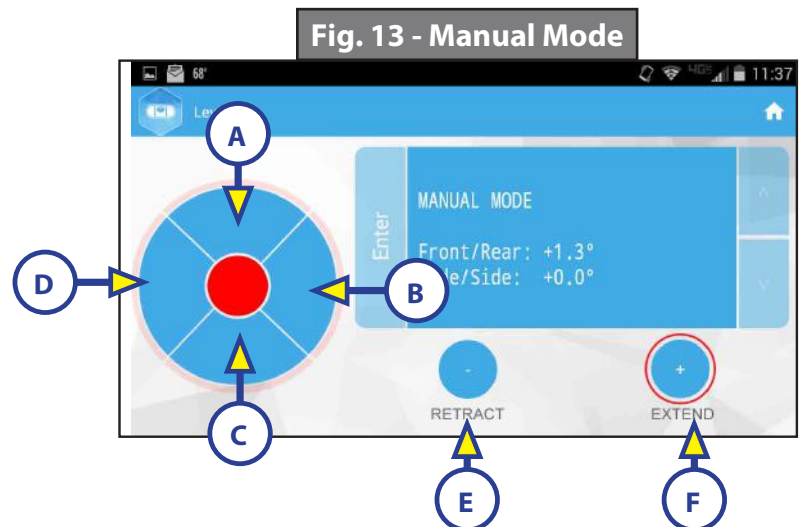 Fig. 13 - Manual Mode
68° 4G 11:37
Lev
A
Enter
MANUAL MODE
Front/Rear: +1.3°
e/Side: +0.0°
D
B
-
+
RETRACT
EXTEND
C
E
F